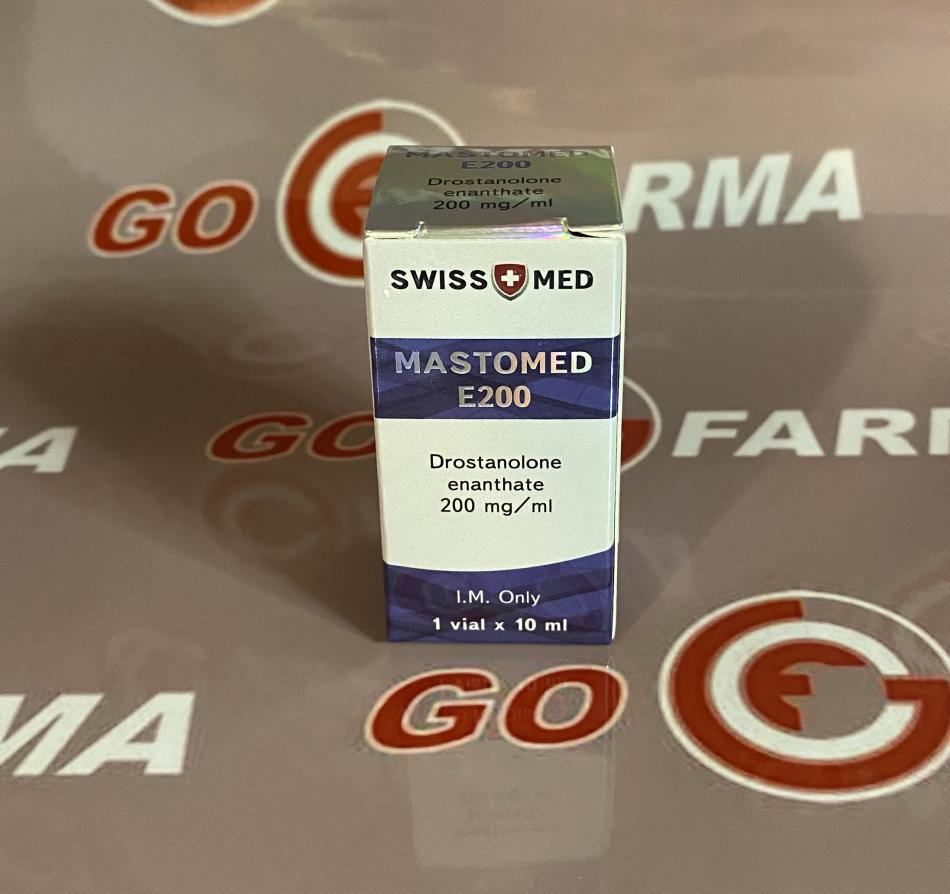 MASTOMED
E200
Drostanolone
enanthate
200 mg/ml
GO
RMA
SWISS MED
MASTOMED
E200
GO
FAR
Drostanolone
enanthate
200 mg/ml
I.M. Only
1 vial x 10 ml
GO
MA